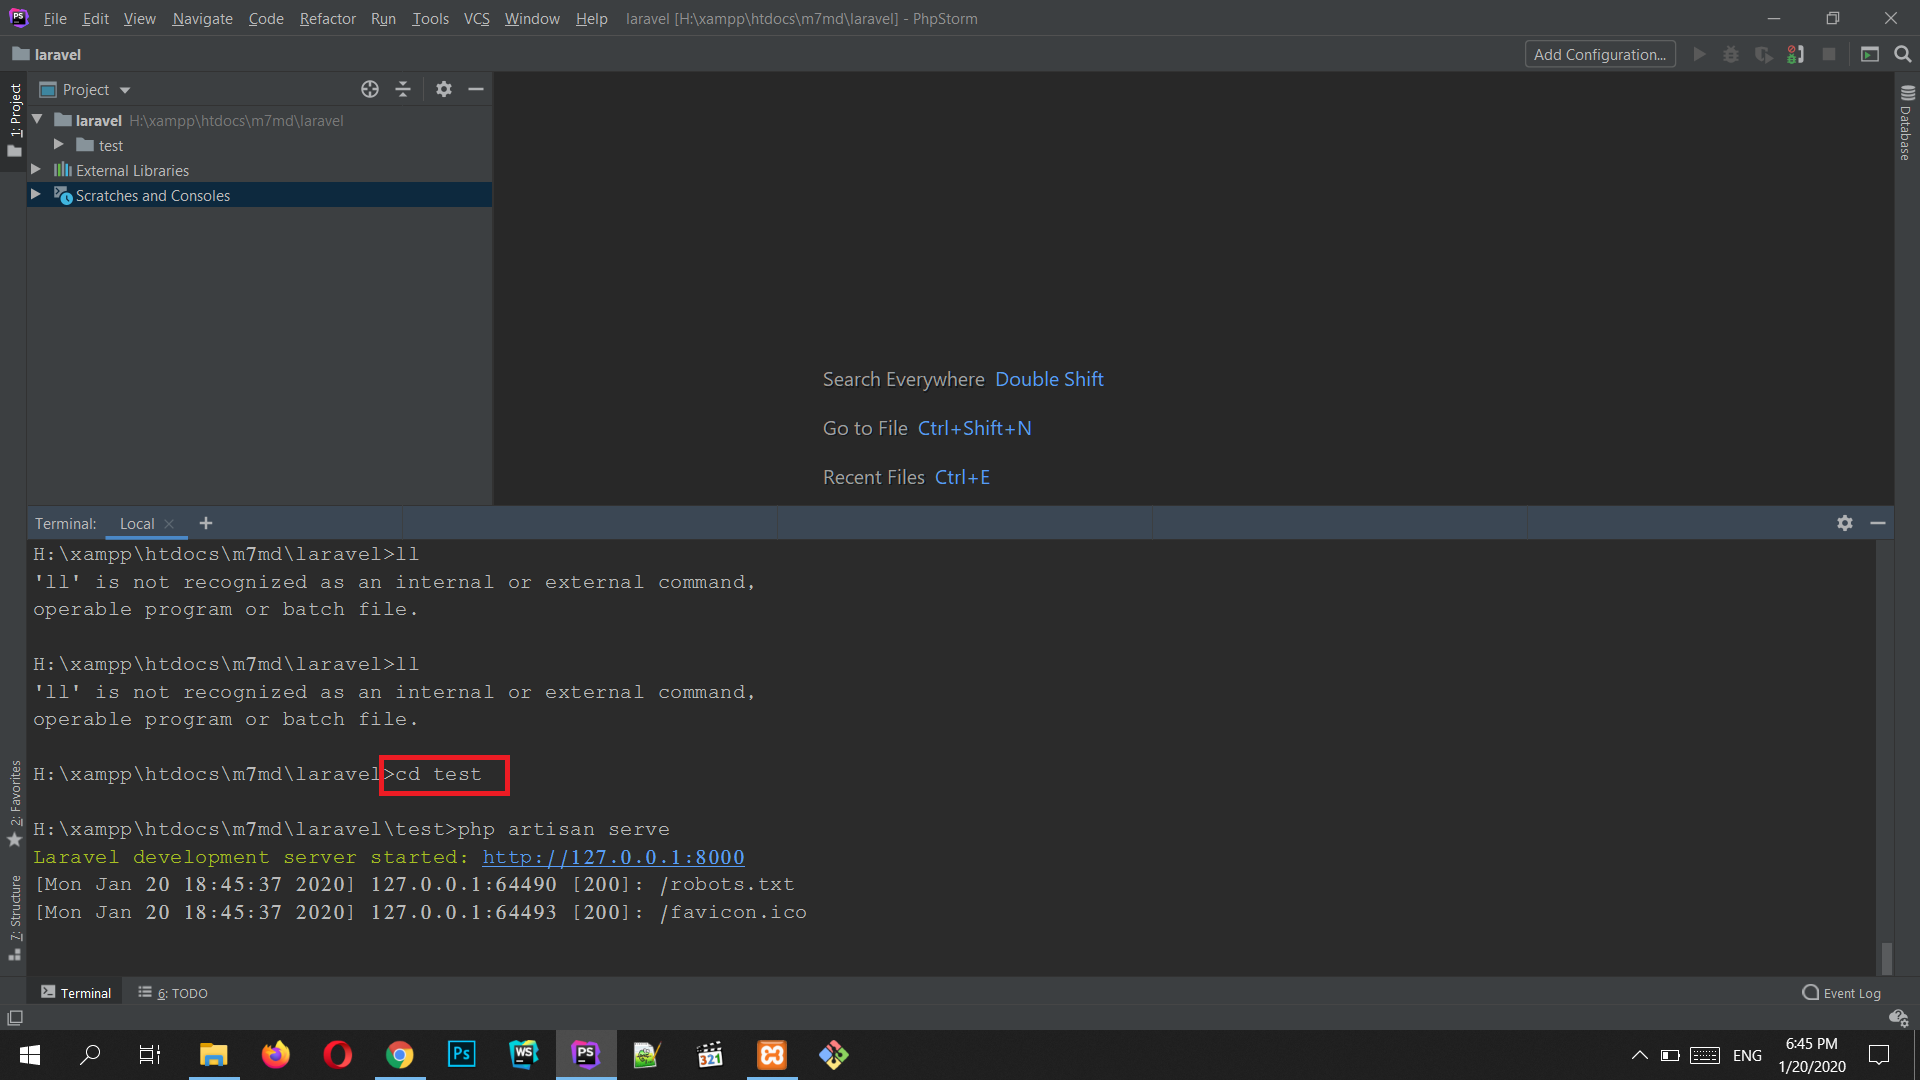 File Edit View Navigate Code Refactor Run Tools VCS Window Help laravel [H:\xampp\htdocs\m7md\laravel] - PhpStorm
laravel
Add Configuration...
1: Project
Project
laravel H:\xampp\htdocs\m7md\laravel
test
External Libraries
Scratches and Consoles
Database
Search Everywhere Double Shift
Go to File Ctrl+Shift+N
Recent Files Ctrl+E
Terminal: Local
H:\xampp\htdocs\m7md\laravel>ll
'll' is not recognized as an internal or external command,
operable program or batch file.
H:\xampp\htdocs\m7md\laravel>ll
'll' is not recognized as an internal or external command,
operable program or batch file.
H:\xampp\htdocs\m7md\laravel>cd test
H:\xampp\htdocs\m7md\laravel\test>php artisan serve
Laravel development server started: http://127.0.0.1:8000
[Mon Jan 20 18:45:37 2020] 127.0.0.1:64490 [200]: /robots.txt
[Mon Jan 20 18:45:37 2020] 127.0.0.1:64493 [200]: /favicon.ico
2: Favorites
7: Structure
Terminal 6: TODO
Event Log
PS
Ps
WS
PS
321
ENG
6:45 PM
1/20/2020